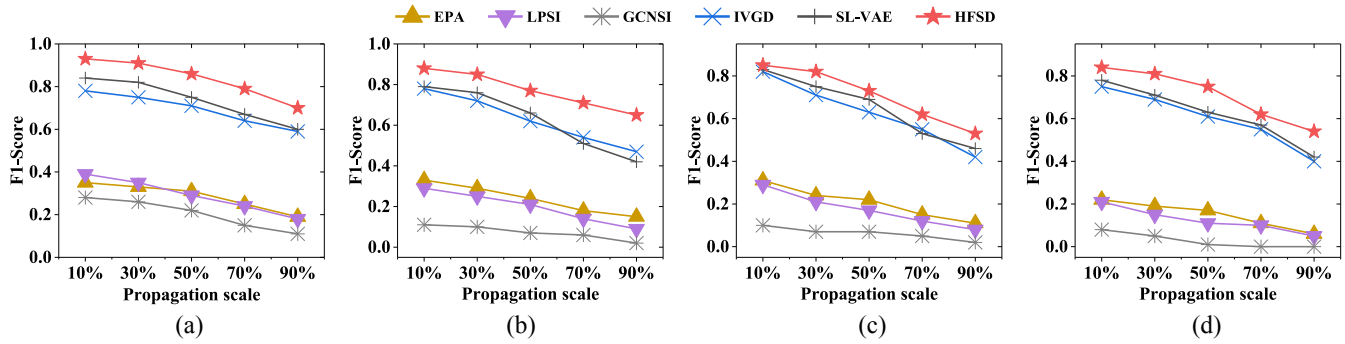 EPA LPSI GCNSI IVGD SL-VAE HFSD
F1-Score
1.0
0.8
0.6
0.4
0.2
0.0
10% 30% 50% 70% 90%
Propagation scale
(a)
F1-Score
1.0
0.8
0.6
0.4
0.2
0.0
10% 30% 50% 70% 90%
Propagation scale
(b)
F1-Score
0.8
0.6
0.4
0.2
0.0
10% 30% 50% 70% 90%
Propagation scale
(c)
F1-Score
0.8
0.6
0.4
0.2
0.0
10% 30% 50% 70% 90%
Propagation scale
(d)